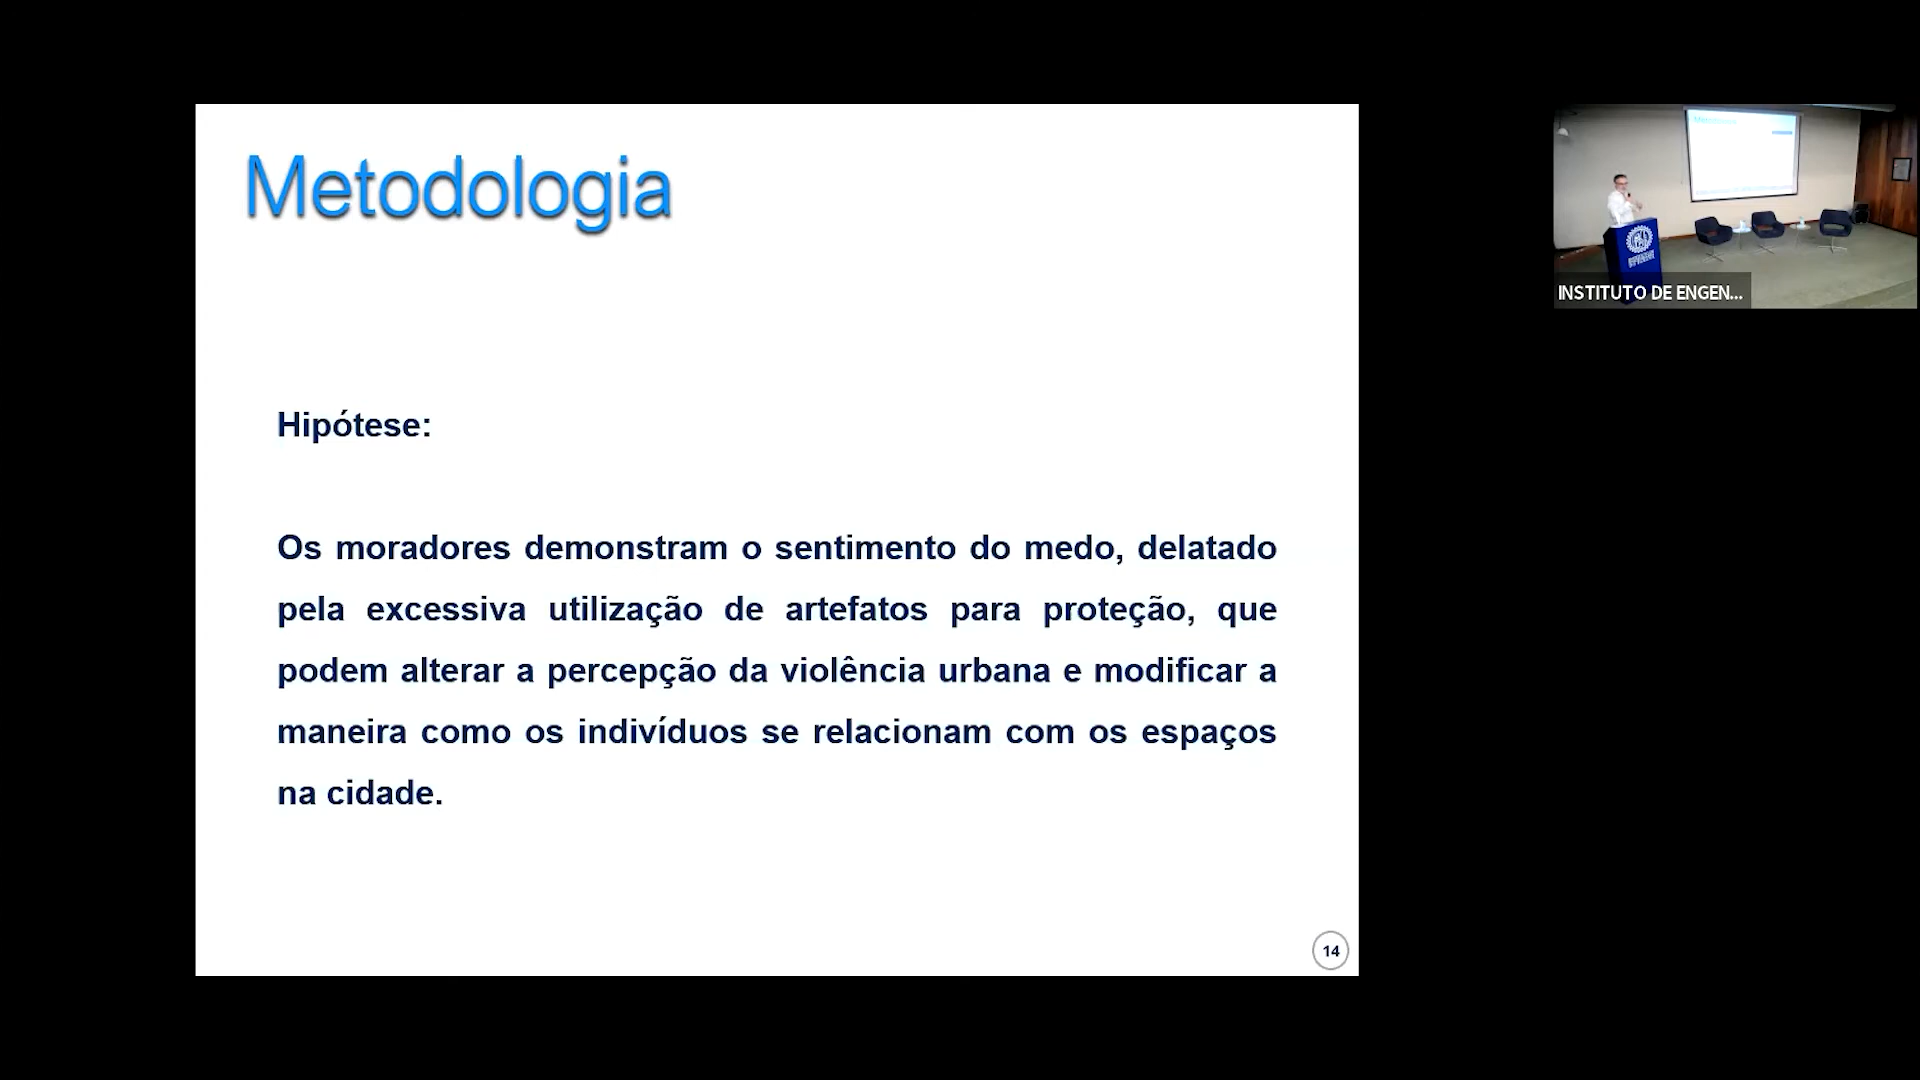 Metodologia
Hipótese:
Os moradores demonstram o sentimento do medo, delatado
pela excessiva utilização de artefatos para proteção, que
podem alterar a percepção da violência urbana e modificar a
maneira como os indivíduos se relacionam com os espaços
na cidade.
14
INSTITUTO DE ENGEN...